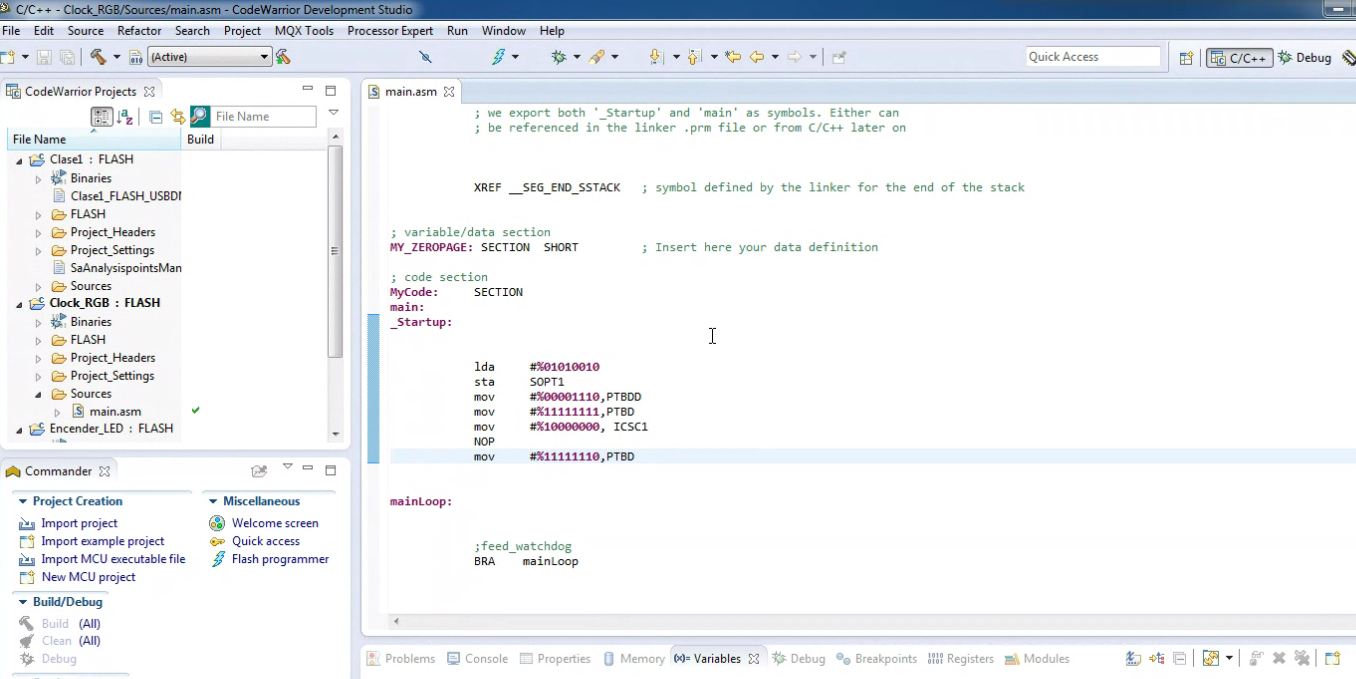 C/C++ - Clock_RGB/Sources/main.asm - CodeWarrior Development Studio
File Edit Source Refactor Search Project MQX Tools Processor Expert Run Window Help
(Active)
Quick Access
C/C++
Debug
CodeWarrior Projects
File Name
File Name Build
Clase1 : FLASH
Binaries
Clase1_FLASH_USBDM
FLASH
Project_Headers
Project_Settings
SaAnalysispointsMan
Sources
Clock_RGB : FLASH
Binaries
FLASH
Project_Headers
Project_Settings
Sources
main.asm
Encender_LED : FLASH
Commander
Project Creation
Import project
Import example project
Import MCU executable file
New MCU project
Build/Debug
Build (All)
Clean (All)
Debug
Miscellaneous
Welcome screen
Quick access
Flash programmer
main.asm
; we export both '_Startup' and 'main' as symbols. Either can
; be referenced in the linker .prm file or from C/C++ later on
XREF __SEG_END_SSTACK ; symbol defined by the linker for the end of the stack
; variable/data section
MY_ZEROPAGE: SECTION SHORT ; Insert here your data definition
; code section
MyCode: SECTION
main:
_Startup:
lda #%01010010
sta SOPT1
mov #%00001110,PTBDD
mov #%11111111,PTBD
mov #%10000000, ICSC1
NOP
mov #%11111110,PTBD
mainLoop:
;feed_watchdog
BRA mainLoop
Problems Console Properties Memory (x)= Variables Debug Breakpoints Registers Modules